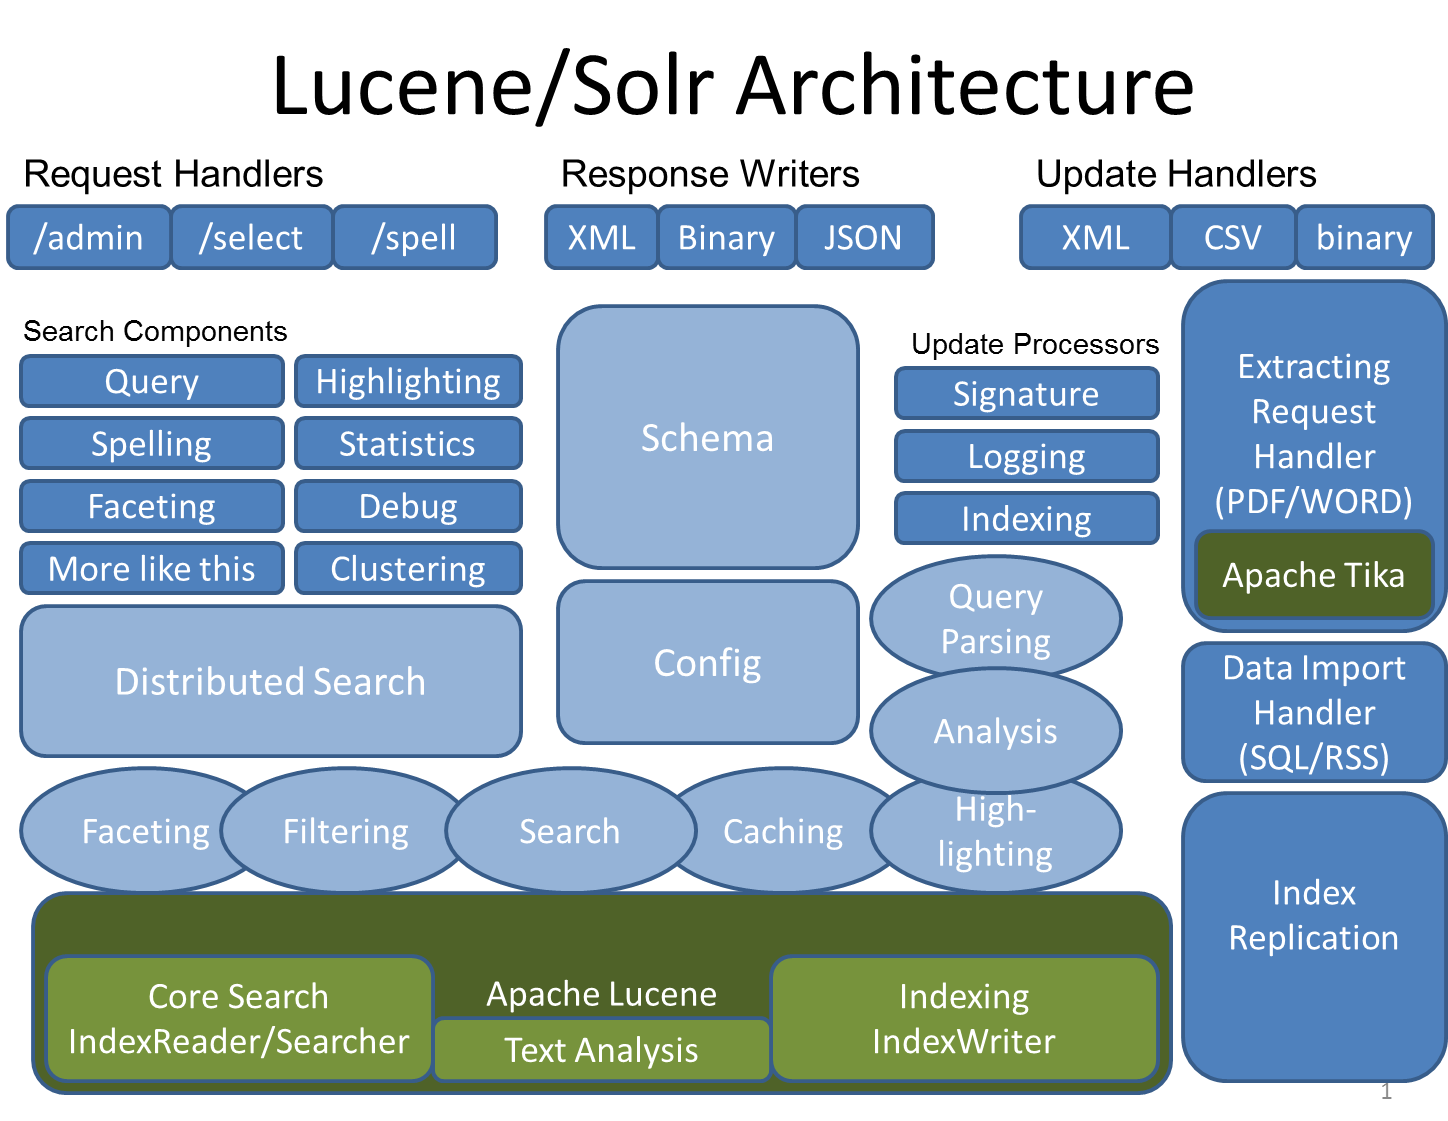 Lucene/Solr Architecture
Request Handlers
/admin
/select
/spell
Response Writers
XML
Binary
JSON
Update Handlers
XML
CSV
binary
Search Components
Query
Highlighting
Spelling
Statistics
Faceting
Debug
More like this
Clustering
Distributed Search
Schema
Config
Update Processors
Signature
Logging
Indexing
Query
Parsing
Analysis
Extracting
Request
Handler
(PDF/WORD)
Apache Tika
Data Import
Handler
(SQL/RSS)
Faceting
Filtering
Search
Caching
High-
lighting
Index
Replication
Core Search
IndexReader/Searcher
Apache Lucene
Text Analysis
Indexing
IndexWriter
1